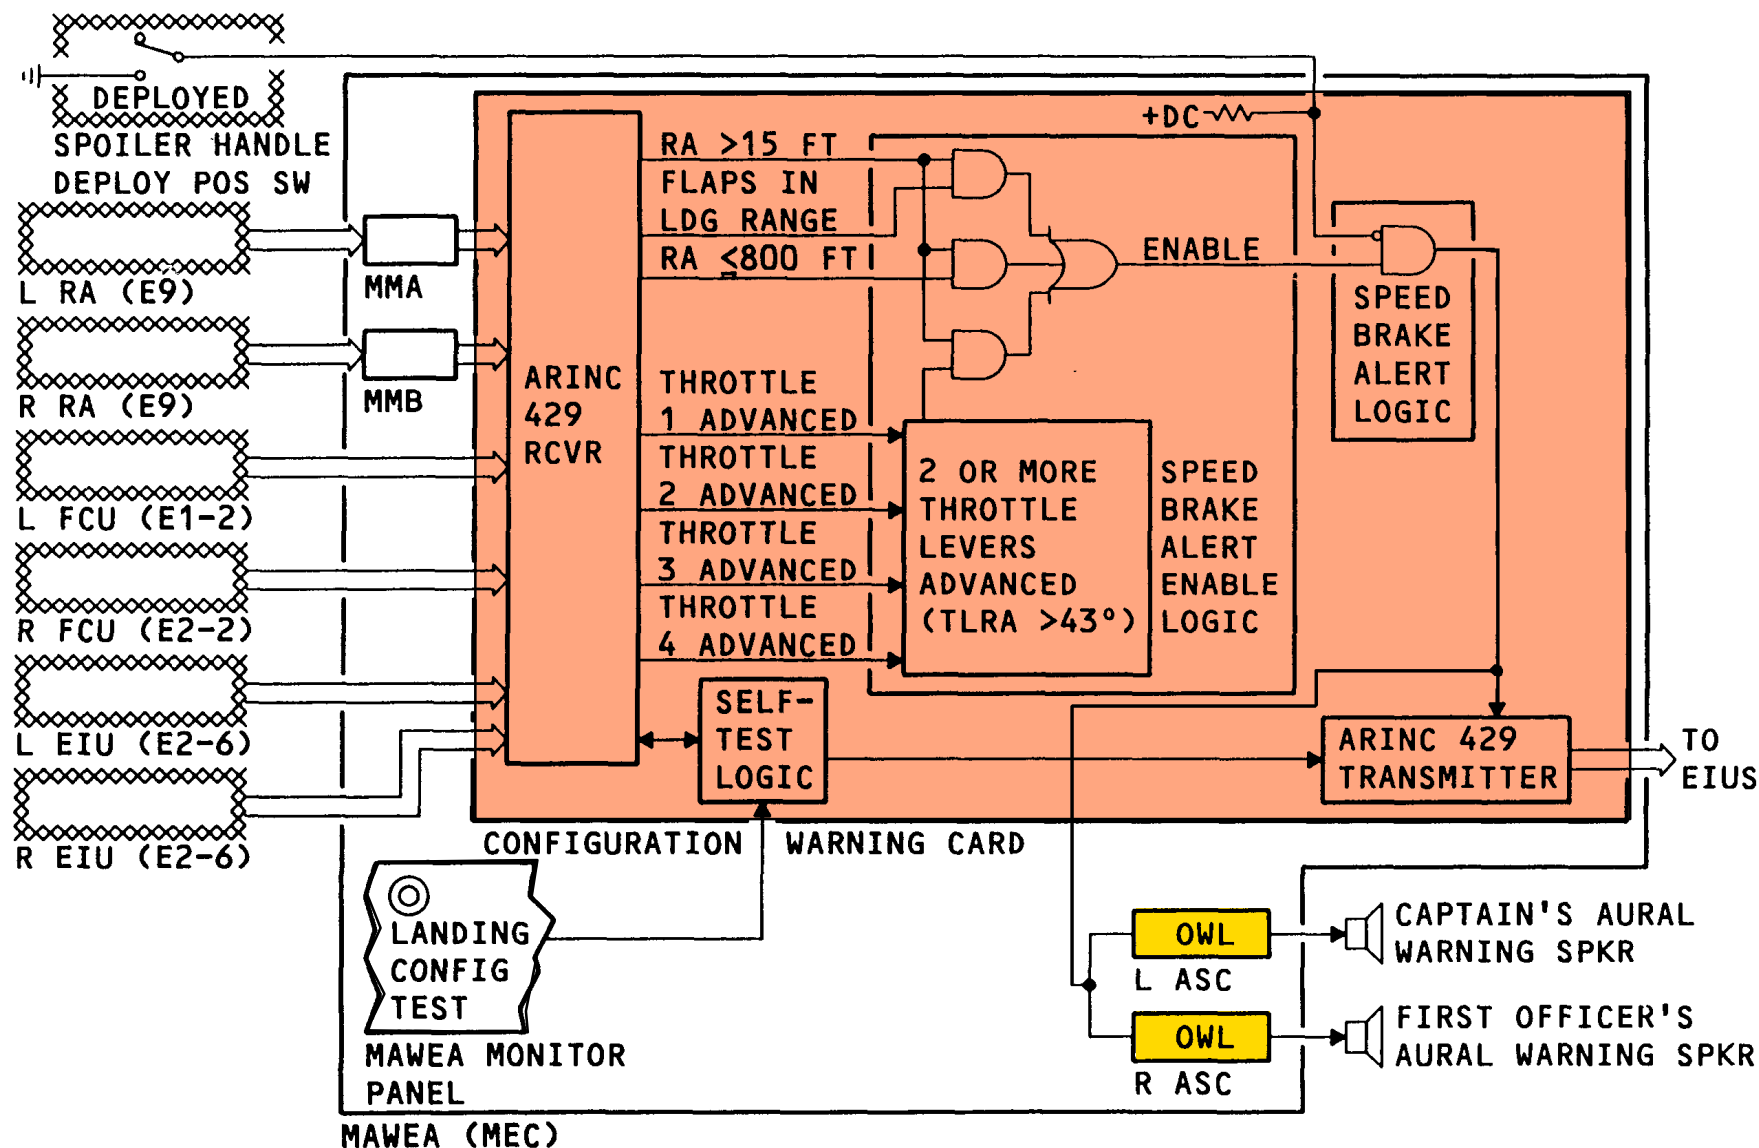 DEPLOYED
SPOILER HANDLE
DEPLOY POS SW
L RA (E9)
R RA (E9)
L FCU (E1-2)
R FCU (E2-2)
L EIU (E2-6)
R EIU (E2-6)
MMA
MMB
ARINC
429
RCVR
RA >15 FT
FLAPS IN
LDG RANGE
RA ≤800 FT
THROTTLE
1 ADVANCED
THROTTLE
2 ADVANCED
THROTTLE
3 ADVANCED
THROTTLE
4 ADVANCED
2 OR MORE
THROTTLE
LEVERS
ADVANCED
(TLRA >43°)
SPEED
BRAKE
ALERT
ENABLE
LOGIC
+DC
ENABLE
SPEED
BRAKE
ALERT
LOGIC
SELF-
TEST
LOGIC
ARINC 429
TRANSMITTER
TO
EIUS
CONFIGURATION WARNING CARD
LANDING
CONFIG
TEST
MAWEA MONITOR
PANEL
MAWEA (MEC)
OWL
L ASC
OWL
R ASC
CAPTAIN'S AURAL
WARNING SPKR
FIRST OFFICER'S
AURAL WARNING SPKR